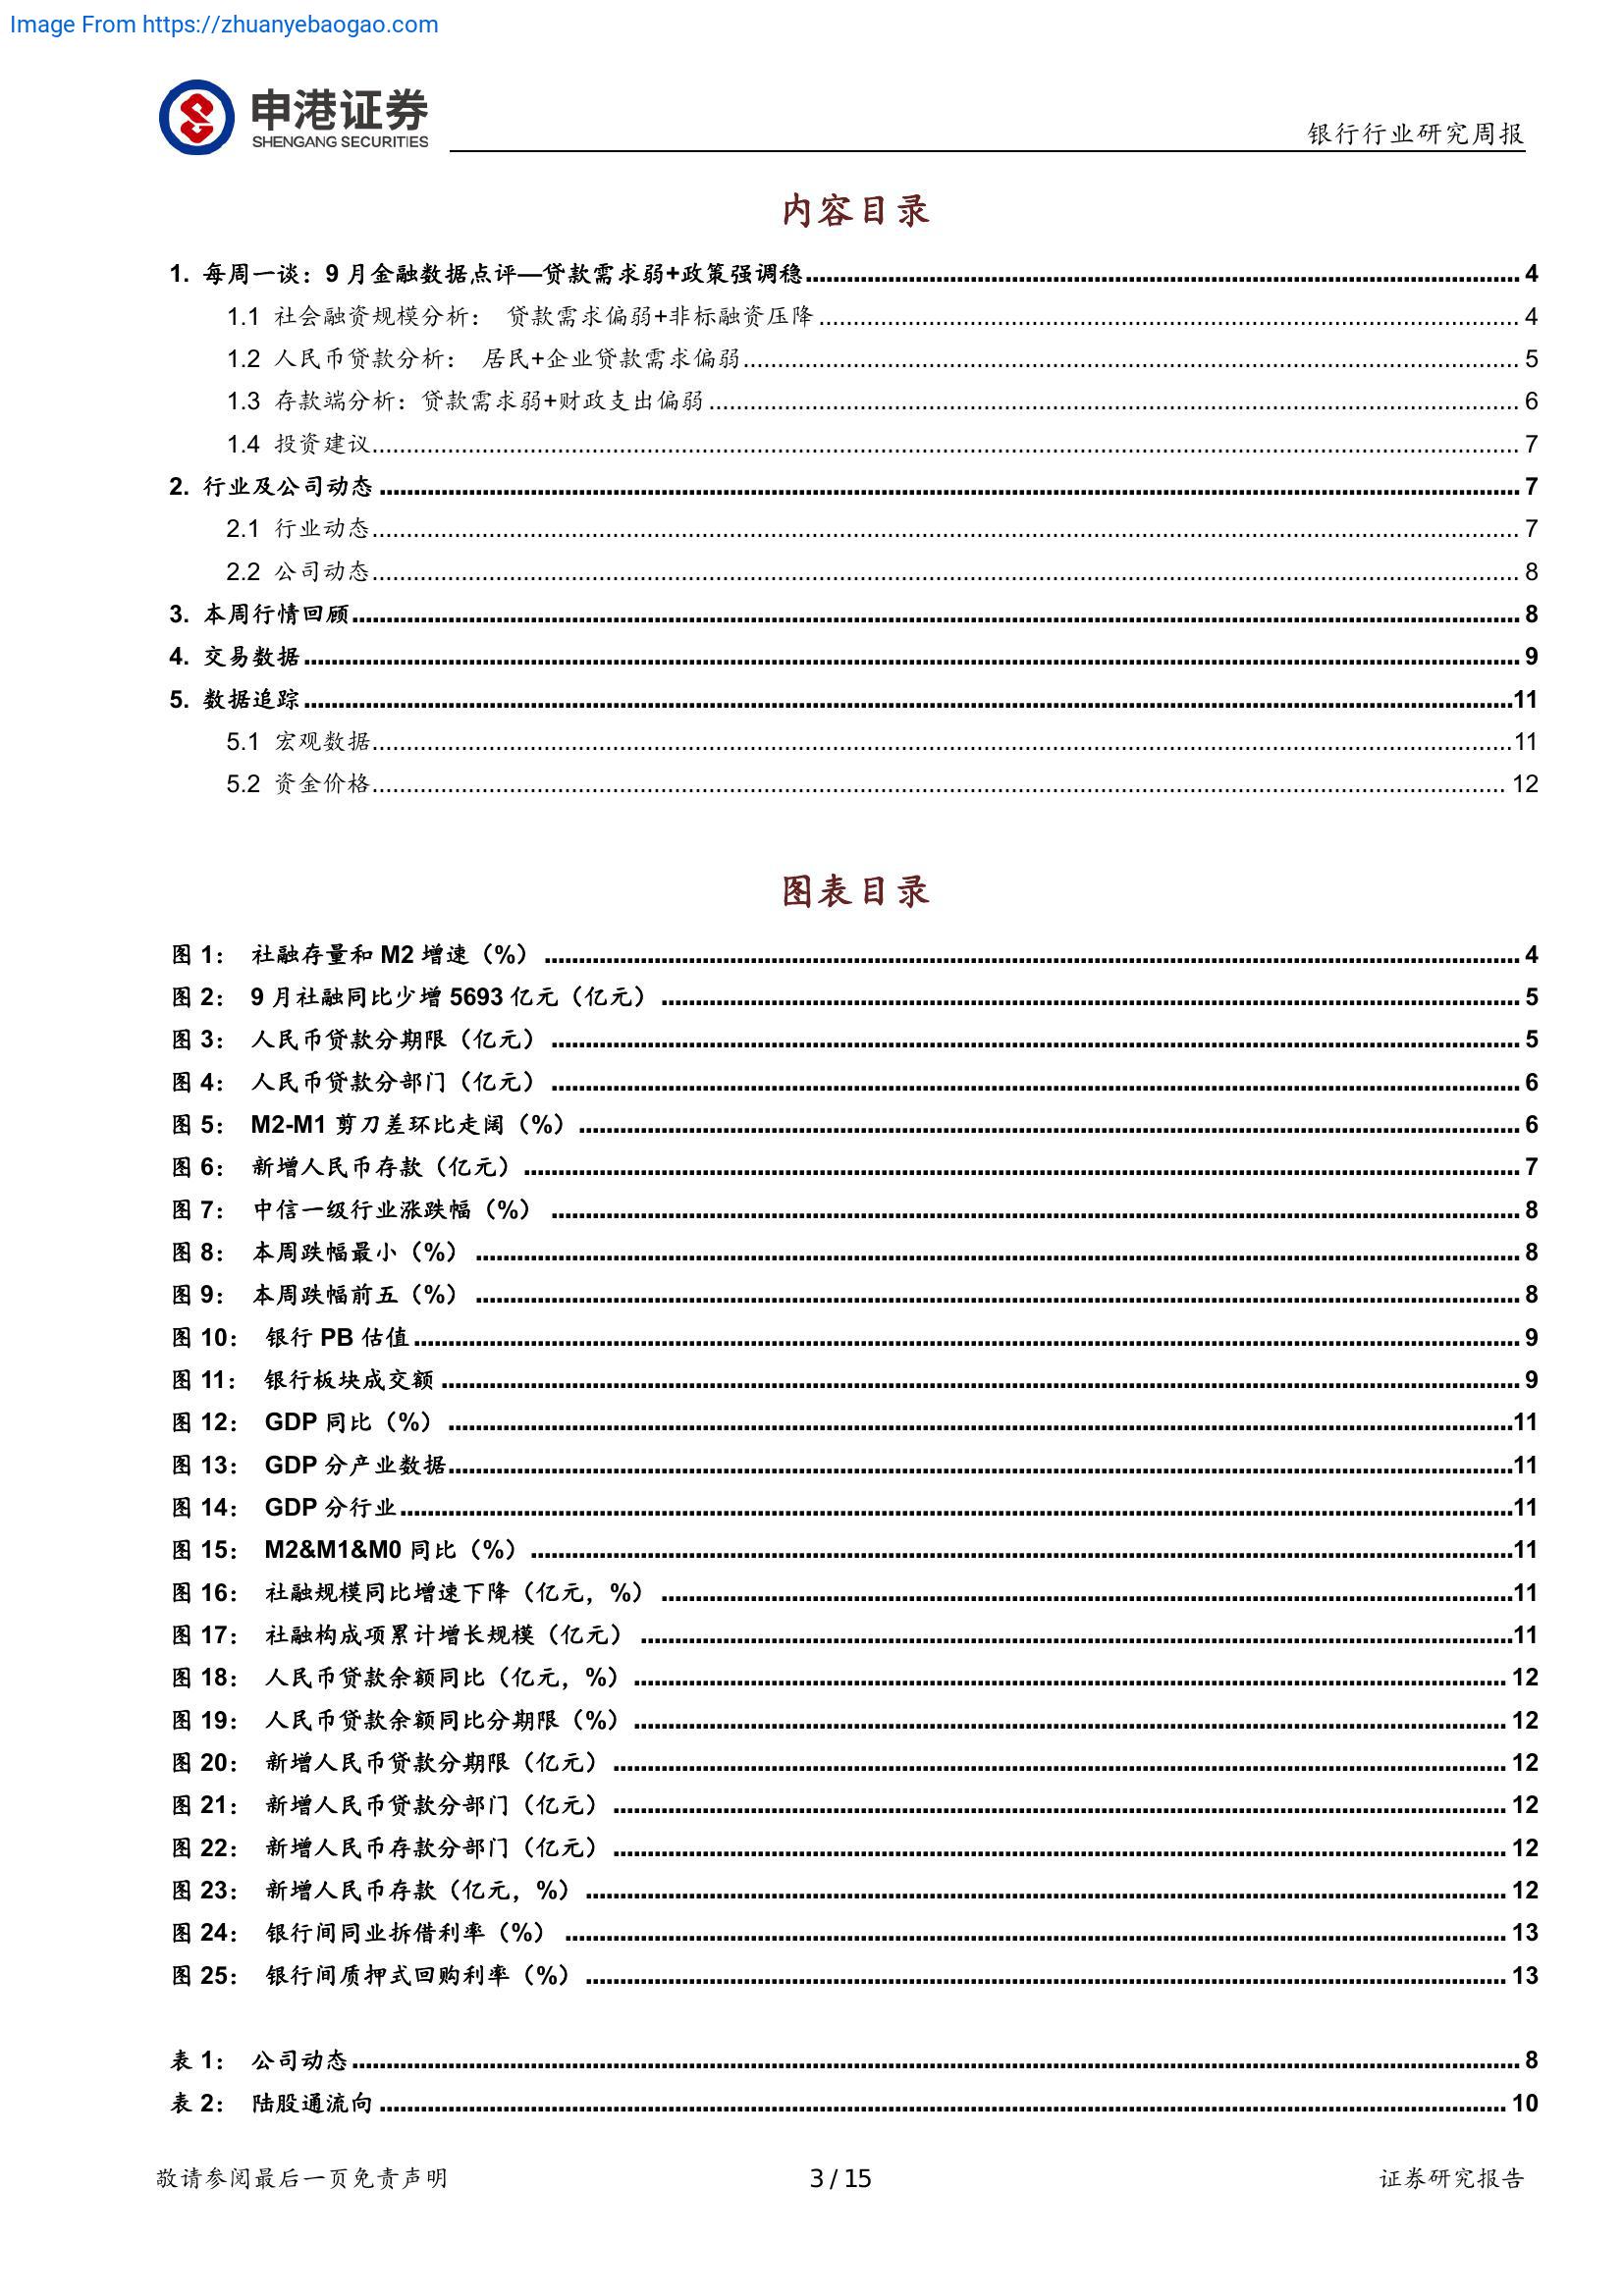 Image From https://zhuanyebaogao.com
申港证券
SHENGANG SECURITIES
银行行业研究周报
内容目录
1. 每周一谈：9 月金融数据点评—贷款需求弱+政策强调稳 4
1.1 社会融资规模分析： 贷款需求偏弱+非标融资压降 4
1.2 人民币贷款分析： 居民+企业贷款需求偏弱 5
1.3 存款端分析：贷款需求弱+财政支出偏弱 6
1.4 投资建议 7
2. 行业及公司动态 7
2.1 行业动态 7
2.2 公司动态 8
3. 本周行情回顾 8
4. 交易数据 9
5. 数据追踪 11
5.1 宏观数据 11
5.2 资金价格 12
图表目录
图 1： 社融存量和 M2 增速（%） 4
图 2： 9 月社融同比少增 5693 亿元（亿元） 5
图 3： 人民币贷款分期限（亿元） 5
图 4： 人民币贷款分部门（亿元） 6
图 5： M2-M1 剪刀差环比走阔（%） 6
图 6： 新增人民币存款（亿元） 7
图 7： 中信一级行业涨跌幅（%） 8
图 8： 本周跌幅最小（%） 8
图 9： 本周跌幅前五（%） 8
图 10： 银行 PB 估值 9
图 11： 银行板块成交额 9
图 12： GDP 同比（%） 11
图 13： GDP 分产业数据 11
图 14： GDP 分行业 11
图 15： M2&M1&M0 同比（%） 11
图 16： 社融规模同比增速下降（亿元，%） 11
图 17： 社融构成项累计增长规模（亿元） 11
图 18： 人民币贷款余额同比（亿元，%） 12
图 19： 人民币贷款余额同比分期限（%） 12
图 20： 新增人民币贷款分期限（亿元） 12
图 21： 新增人民币贷款分部门（亿元） 12
图 22： 新增人民币存款分部门（亿元） 12
图 23： 新增人民币存款（亿元，%） 12
图 24： 银行间同业拆借利率（%） 13
图 25： 银行间质押式回购利率（%） 13
表 1： 公司动态 8
表 2： 陆股通流向 10
敬请参阅最后一页免责声明
3 / 15
证券研究报告